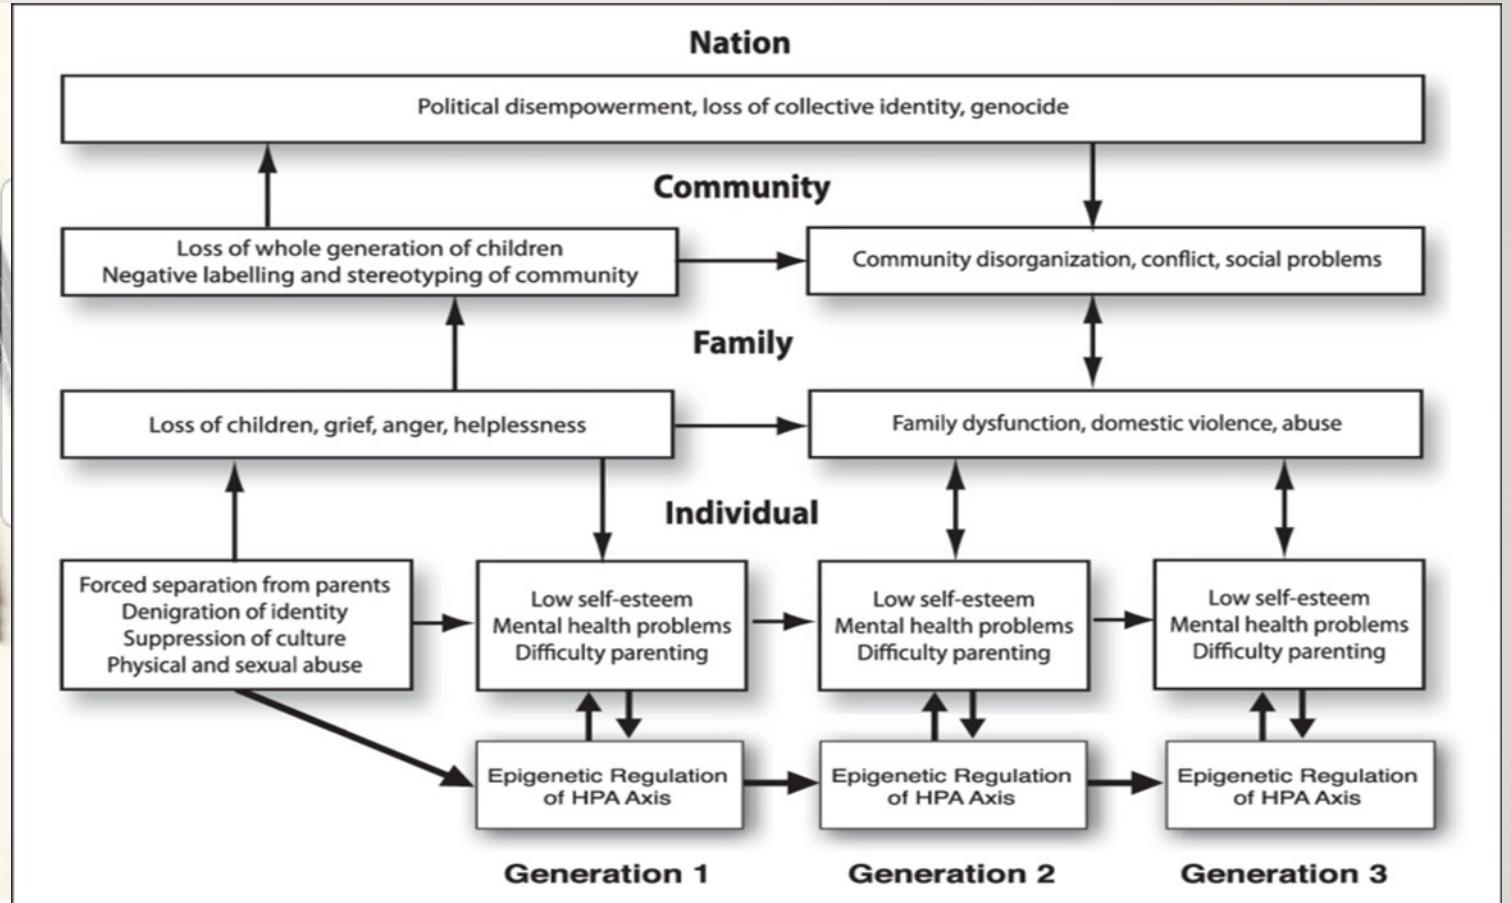 Nation
Political disempowerment, loss of collective identity, genocide
Community
Loss of whole generation of children
Negative labelling and stereotyping of community
Community disorganization, conflict, social problems
Family
Loss of children, grief, anger, helplessness
Family dysfunction, domestic violence, abuse
Individual
Forced separation from parents
Denigration of identity
Suppression of culture
Physical and sexual abuse
Low self-esteem
Mental health problems
Difficulty parenting
Low self-esteem
Mental health problems
Difficulty parenting
Low self-esteem
Mental health problems
Difficulty parenting
Epigenetic Regulation
of HPA Axis
Epigenetic Regulation
of HPA Axis
Epigenetic Regulation
of HPA Axis
Generation 1
Generation 2
Generation 3